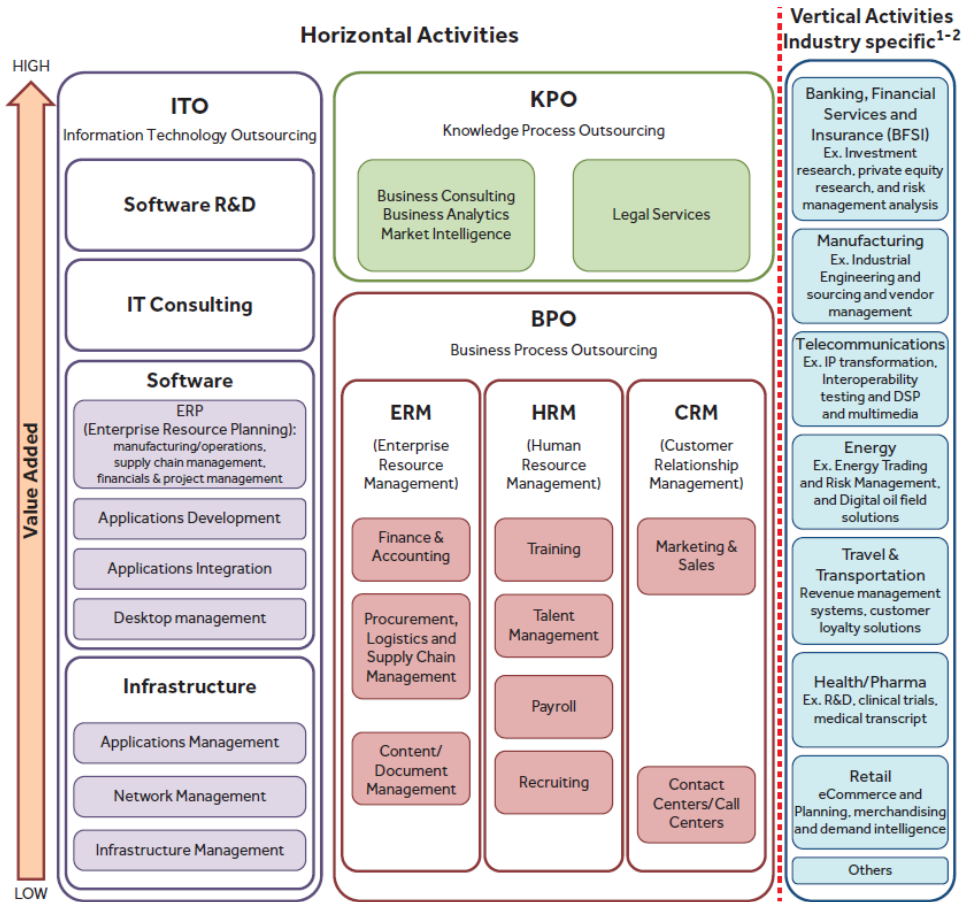 Horizontal Activities
Vertical Activities
Industry specific1-2
HIGH
Value Added
LOW
ITO
Information Technology Outsourcing
Software R&D
IT Consulting
Software
ERP
(Enterprise Resource Planning):
manufacturing/operations,
supply chain management,
financials & project management
Applications Development
Applications Integration
Desktop management
Infrastructure
Applications Management
Network Management
Infrastructure Management
KPO
Knowledge Process Outsourcing
Business Consulting
Business Analytics
Market Intelligence
Legal Services
BPO
Business Process Outsourcing
ERM
(Enterprise
Resource
Management)
Finance &
Accounting
Procurement,
Logistics and
Supply Chain
Management
Content/
Document
Management
HRM
(Human
Resource
Management)
Training
Talent
Management
Payroll
Recruiting
CRM
(Customer
Relationship
Management)
Marketing &
Sales
Contact
Centers/Call
Centers
Banking, Financial
Services and
Insurance (BFSI)
Ex. Investment
research, private equity
research, and risk
management analysis
Manufacturing
Ex. Industrial
Engineering and
sourcing and vendor
management
Telecommunications
Ex. IP transformation,
Interoperability
testing and DSP
and multimedia
Energy
Ex. Energy Trading
and Risk Management,
and Digital oil field
solutions
Travel &
Transportation
Revenue management
systems, customer
loyalty solutions
Health/Pharma
Ex. R&D, clinical trials,
medical transcript
Retail
eCommerce and
Planning, merchandising
and demand intelligence
Others